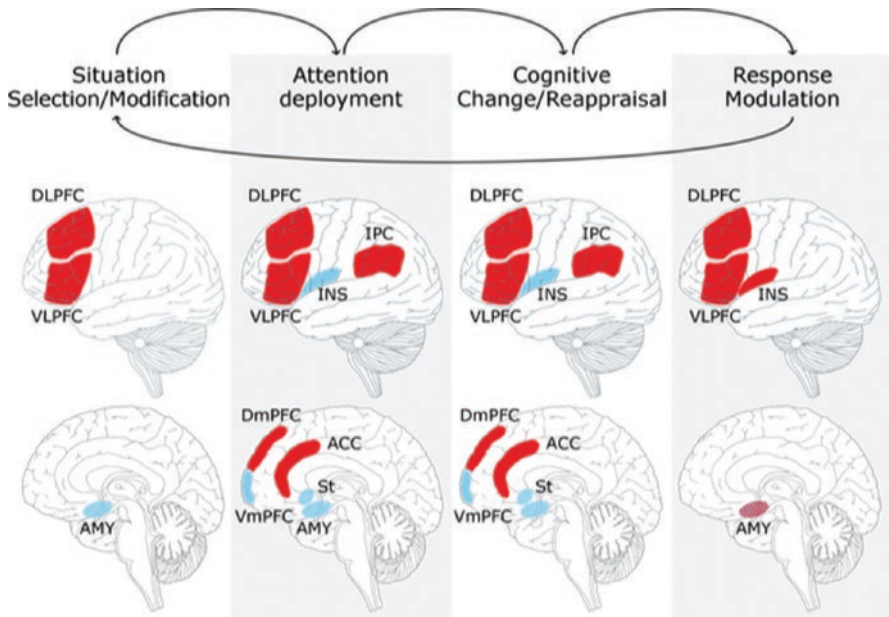 Situation
Selection/Modification
Attention
deployment
Cognitive
Change/Reappraisal
Response
Modulation
DLPFC
VLPFC
DLPFC
IPC
INS
VLPFC
DLPFC
IPC
INS
VLPFC
DLPFC
INS
VLPFC
AMY
DmPFC
ACC
St
VmPFC
AMY
DmPFC
ACC
St
VmPFC
AMY